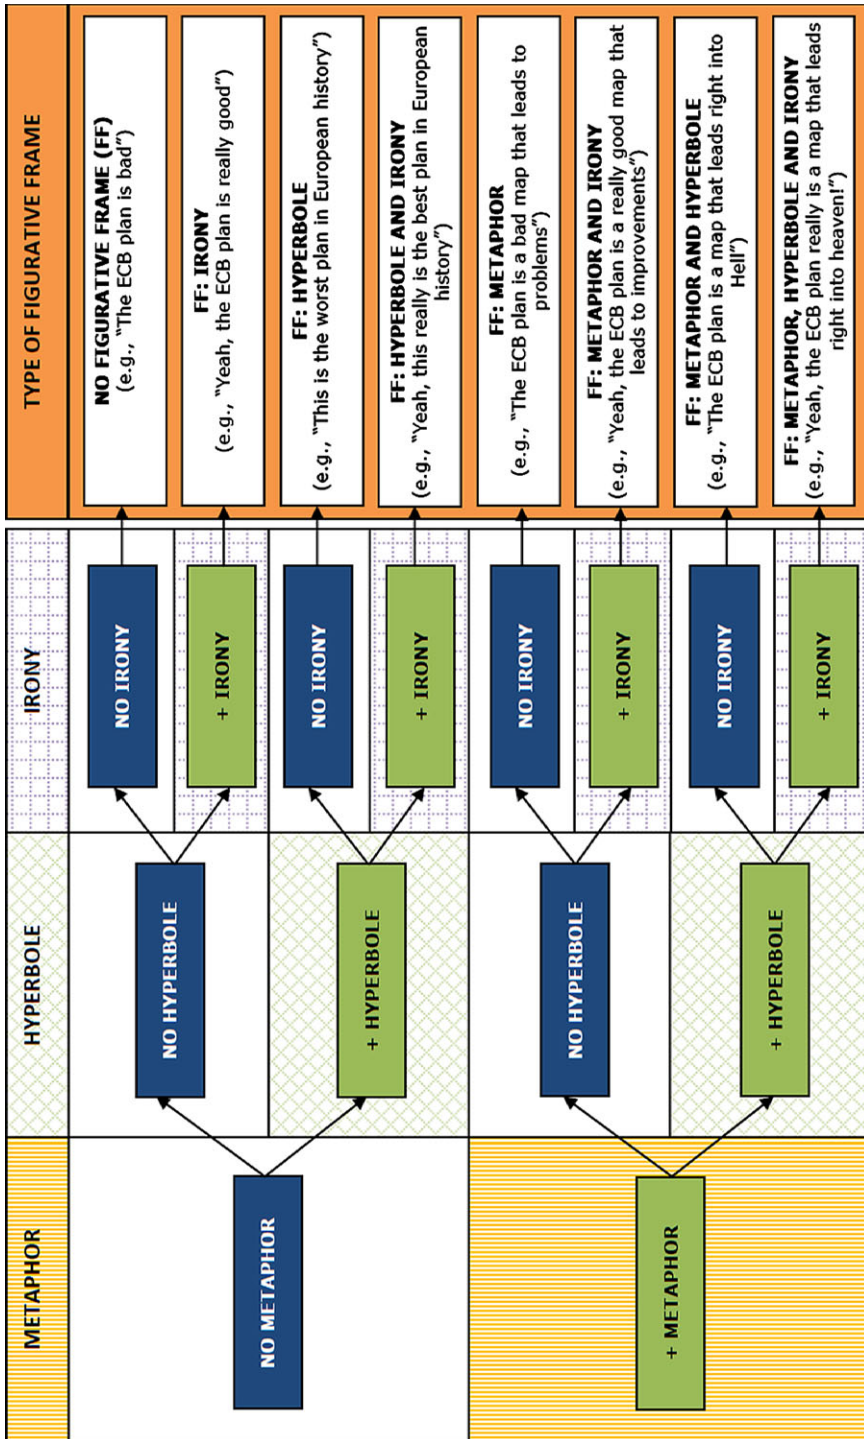 METAPHOR
HYPERBOLE
IRONY
TYPE OF FIGURATIVE FRAME
NO METAPHOR
NO HYPERBOLE
NO IRONY
NO FIGURATIVE FRAME (FF)
(e.g., “The ECB plan is bad”)
+ IRONY
FF: IRONY
(e.g., “Yeah, the ECB plan is really good”)
+ HYPERBOLE
NO IRONY
FF: HYPERBOLE
(e.g., “This is the worst plan in European history”)
+ IRONY
FF: HYPERBOLE AND IRONY
(e.g., “Yeah, this really is the best plan in European
history”)
+ METAPHOR
NO HYPERBOLE
NO IRONY
FF: METAPHOR
(e.g., “The ECB plan is a bad map that leads to
problems”)
+ IRONY
FF: METAPHOR AND IRONY
(e.g., “Yeah, the ECB plan is a really good map that
leads to improvements”)
+ HYPERBOLE
NO IRONY
FF: METAPHOR AND HYPERBOLE
(e.g., “The ECB plan is a map that leads right into
Hell”)
+ IRONY
FF: METAPHOR, HYPERBOLE AND IRONY
(e.g., “Yeah, the ECB plan really is a map that leads
right into heaven!”)